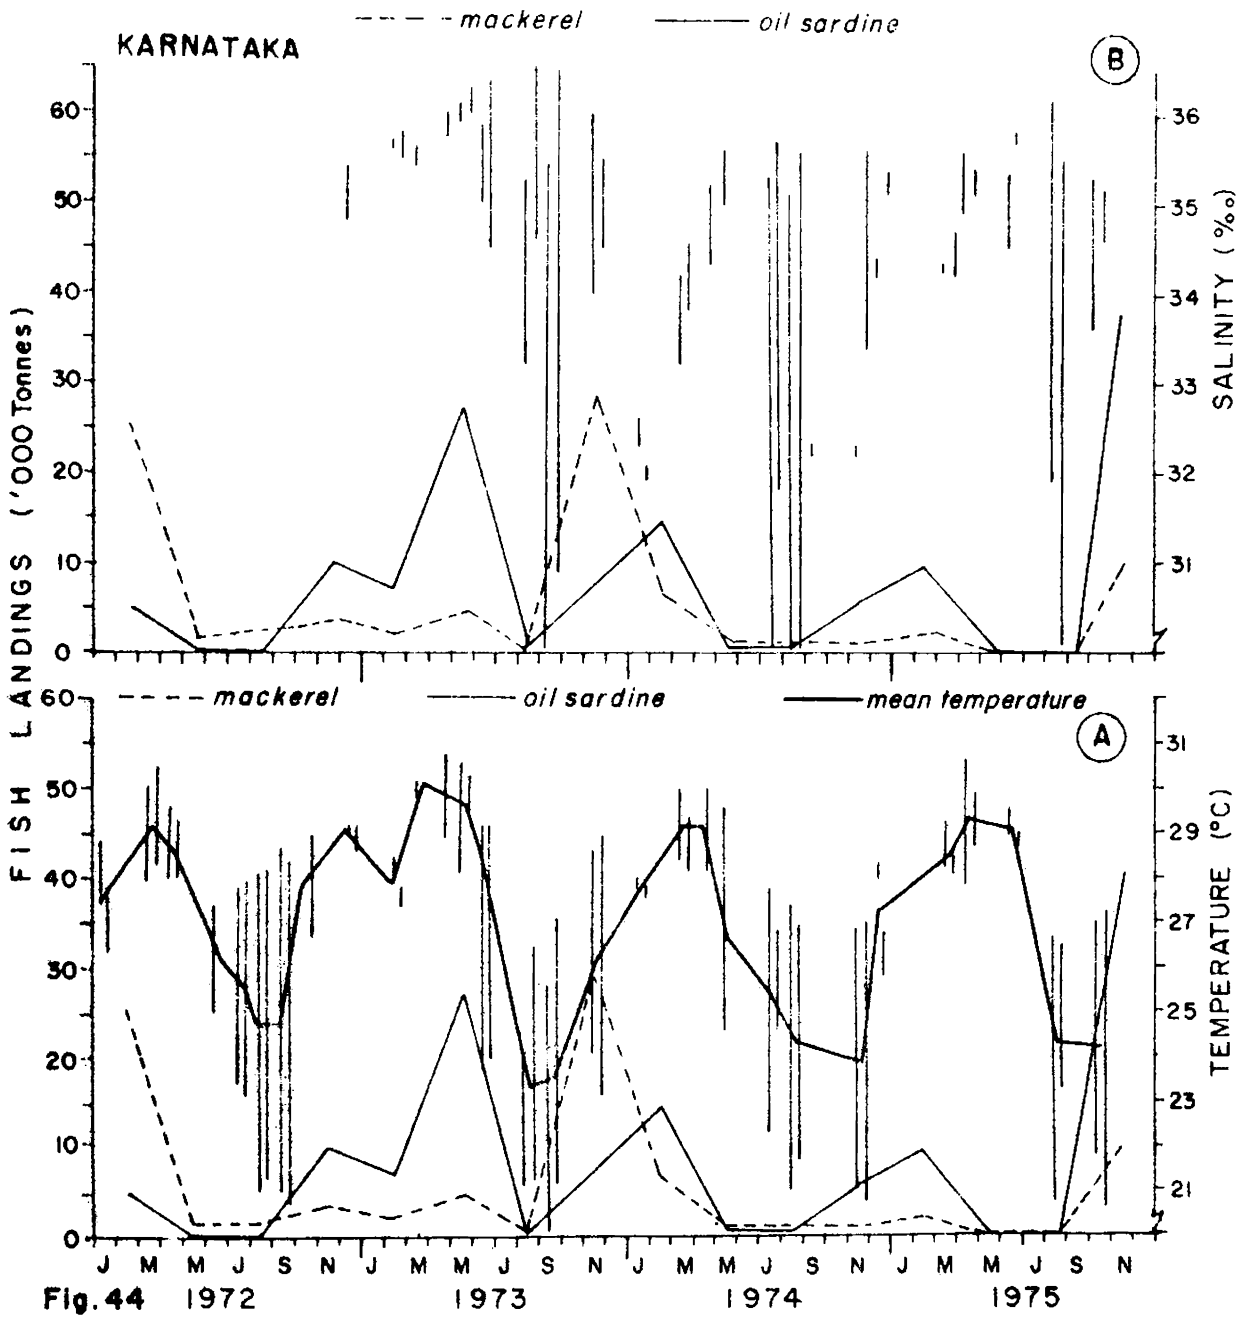 - - - - mackerel —— oil sardine
KARNATAKA
B
60
50
40
30
20
10
0
36
35
34
33
32
31
SALINITY (‰)
FISH LANDINGS ('000 Tonnes)
- - - - mackerel —— oil sardine —— mean temperature
A
60
50
40
30
20
10
0
31
29
27
25
23
21
TEMPERATURE (°C)
J M M J S N J M M J S N J M M J S N J M M J S N
Fig. 44 1972 1973 1974 1975